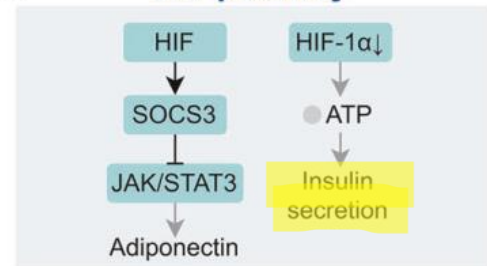 HIF
SOCS3
JAK/STAT3
Adiponectin
HIF-1α↓
ATP
Insulin
secretion